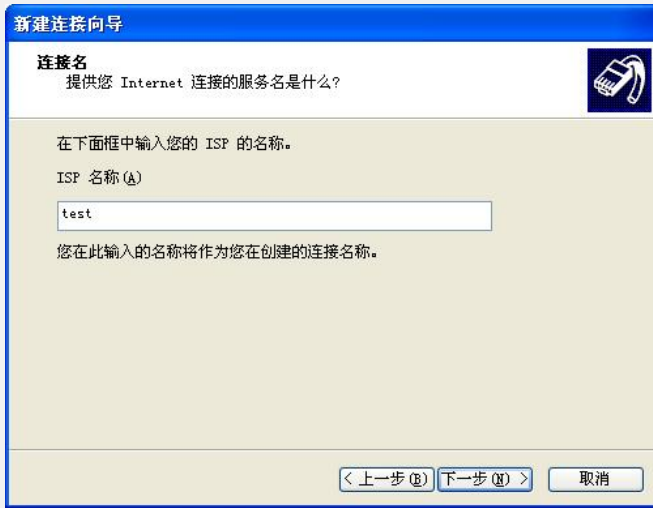 新建连接向导
连接名
提供您 Internet 连接的服务名是什么?
在下面框中输入您的 ISP 的名称。
ISP 名称(A)
test
您在此输入的名称将作为您在创建的连接名称。
< 上一步(B) 下一步(N) > 取消